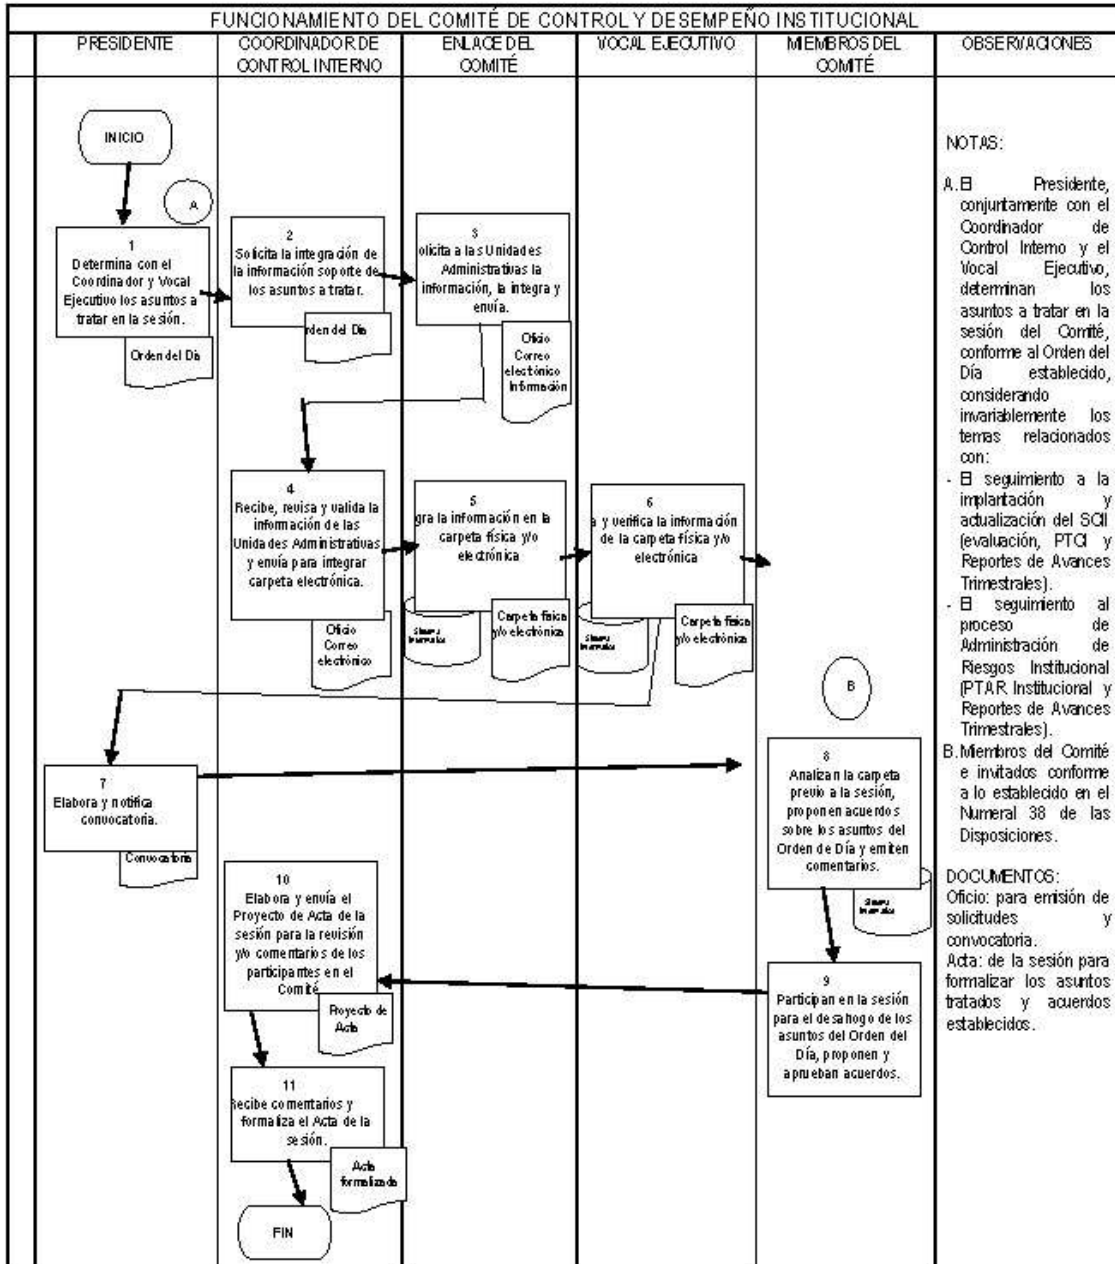 FUNCIONAMIENTO DEL COMITÉ DE CONTROL Y DESEMPEÑO INSTITUCIONAL
PRESIDENTE
COORDINADOR DE
CONTROL INTERNO
ENLACE DEL
COMITÉ
VOCAL EJECUTIVO
MIEMBROS DEL
COMITÉ
OBSERVACIONES
INICIO
A
1
Determina con el
Coordinador y Vocal
Ejecutivo los asuntos a
tratar en la sesión.
Orden del Día
2
Solicita la integración de
la información soporte de
los asuntos a tratar.
rden del Día
3
olicita a las Unidades
Administrativas la
información, la integra y
envía.
Oficio
Correo
electrónico
Información
4
Recibe, revisa y valida la
información de las
Unidades Administrativas
y envía para integrar
carpeta electrónica.
Oficio
Correo
electrónico
5
gra la información en la
carpeta física y/o
electrónica
Sistema
Informático
Carpeta física
y/o electrónica
6
a y verifica la información
de la carpeta física y/o
electrónica
Sistema
Informático
Carpeta física
y/o electrónica
B
7
Elabora y notifica
convocatoria.
Convocatoria
8
Analizan la carpeta
previo a la sesión,
proponen acuerdos
sobre los asuntos del
Orden de Día y emiten
comentarios.
Sistema
Informático
9
Participan en la sesión
para el desahogo de los
asuntos del Orden del
Día, proponen y
aprueban acuerdos.
10
Elabora y envía el
Proyecto de Acta de la
sesión para la revisión
y/o comentarios de los
participantes en el
Comité
Proyecto de
Acta
11
Recibe comentarios y
formaliza el Acta de la
sesión.
Acta
formalizada
FIN
NOTAS:
A. El Presidente,
conjuntamente con el
Coordinador de
Control Interno y el
Vocal Ejecutivo,
determinan los
asuntos a tratar en la
sesión del Comité,
conforme al Orden del
Día establecido,
considerando
invariablemente los
temas relacionados
con:
- El seguimiento a la
implantación y
actualización del SCII
(evaluación, PTCI y
Reportes de Avances
Trimestrales).
- El seguimiento al
proceso de
Administración de
Riesgos Institucional
(PTAR Institucional y
Reportes de Avances
Trimestrales).
B. Miembros del Comité
e invitados conforme
a lo establecido en el
Numeral 38 de las
Disposiciones.
DOCUMENTOS:
Oficio: para emisión de
solicitudes y
convocatoria.
Acta: de la sesión para
formalizar los asuntos
tratados y acuerdos
establecidos.